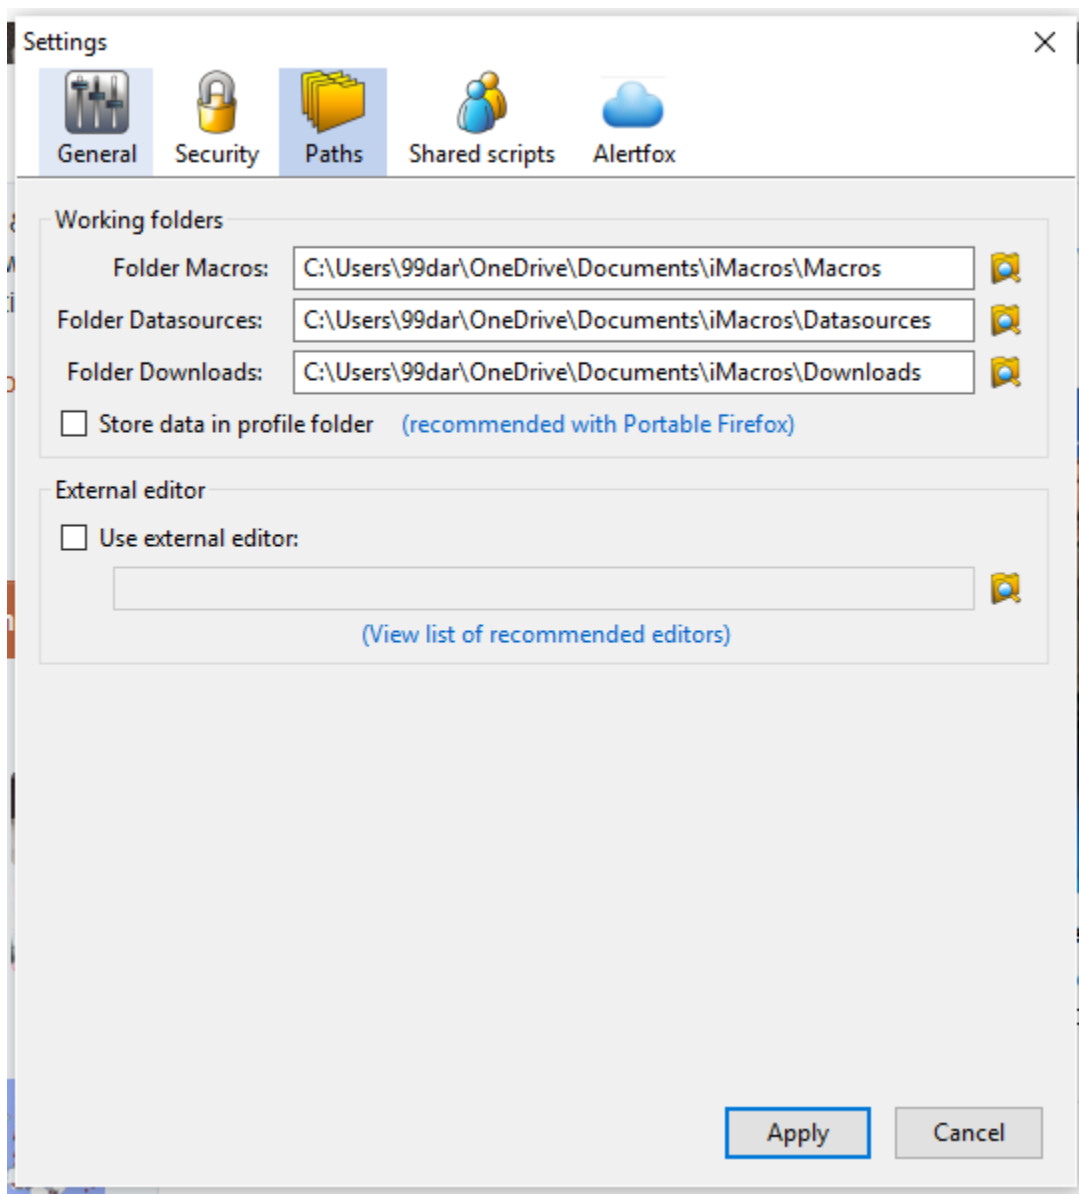 Settings
General Security Paths Shared scripts Alertfox
Working folders
Folder Macros: C:\Users\99dar\OneDrive\Documents\iMacros\Macros
Folder Datasources: C:\Users\99dar\OneDrive\Documents\iMacros\Datasources
Folder Downloads: C:\Users\99dar\OneDrive\Documents\iMacros\Downloads
Store data in profile folder (recommended with Portable Firefox)
External editor
Use external editor:
(View list of recommended editors)
Apply Cancel